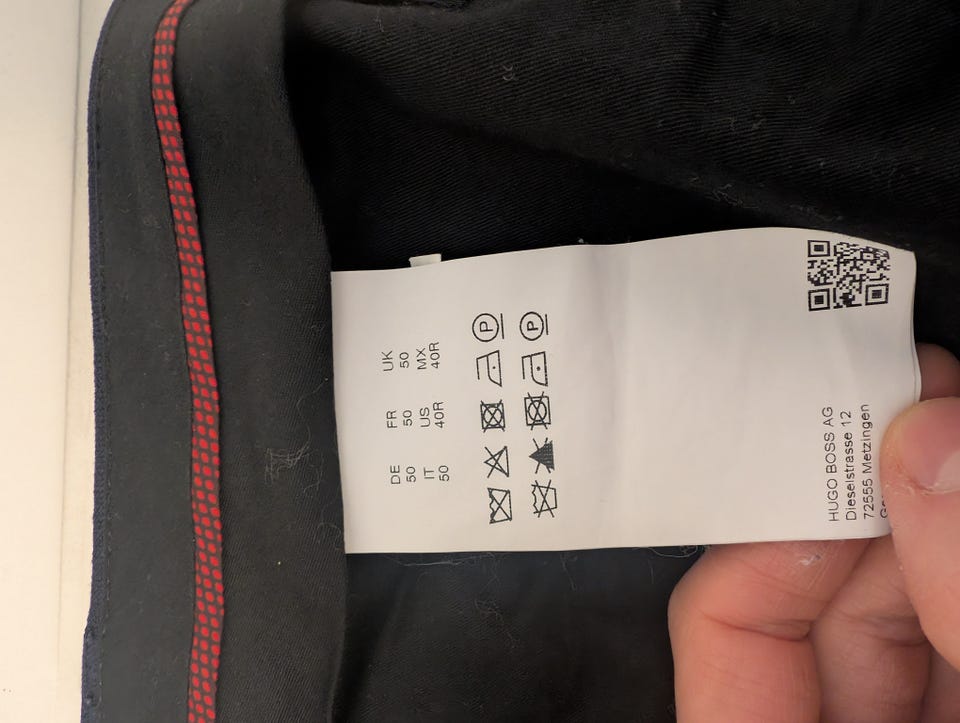 DE FR UK
50 50 50
IT US MX
50 40R 40R
P
P
HUGO BOSS AG
Dieselstrasse 12
72555 Metzingen